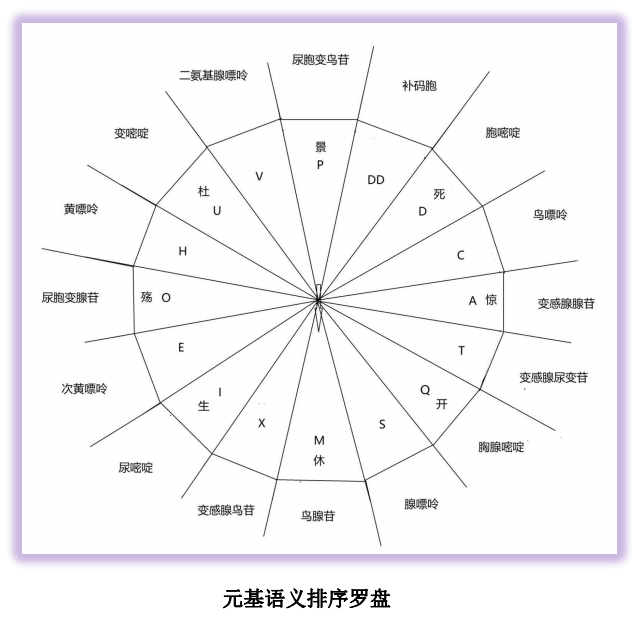 尿胞变鸟苷
二氨基腺嘌呤
补码胞
变嘧啶
胞嘧啶
景
P
V
DD
杜
U
死
D
黄嘌呤
鸟嘌呤
H
C
尿胞变腺苷
殇 O
A 惊
变感腺腺苷
E
T
次黄嘌呤
变感腺尿变苷
I
生
Q
开
X
S
M
休
尿嘧啶
胸腺嘧啶
变感腺鸟苷
鸟腺苷
腺嘌呤
元基语义排序罗盘